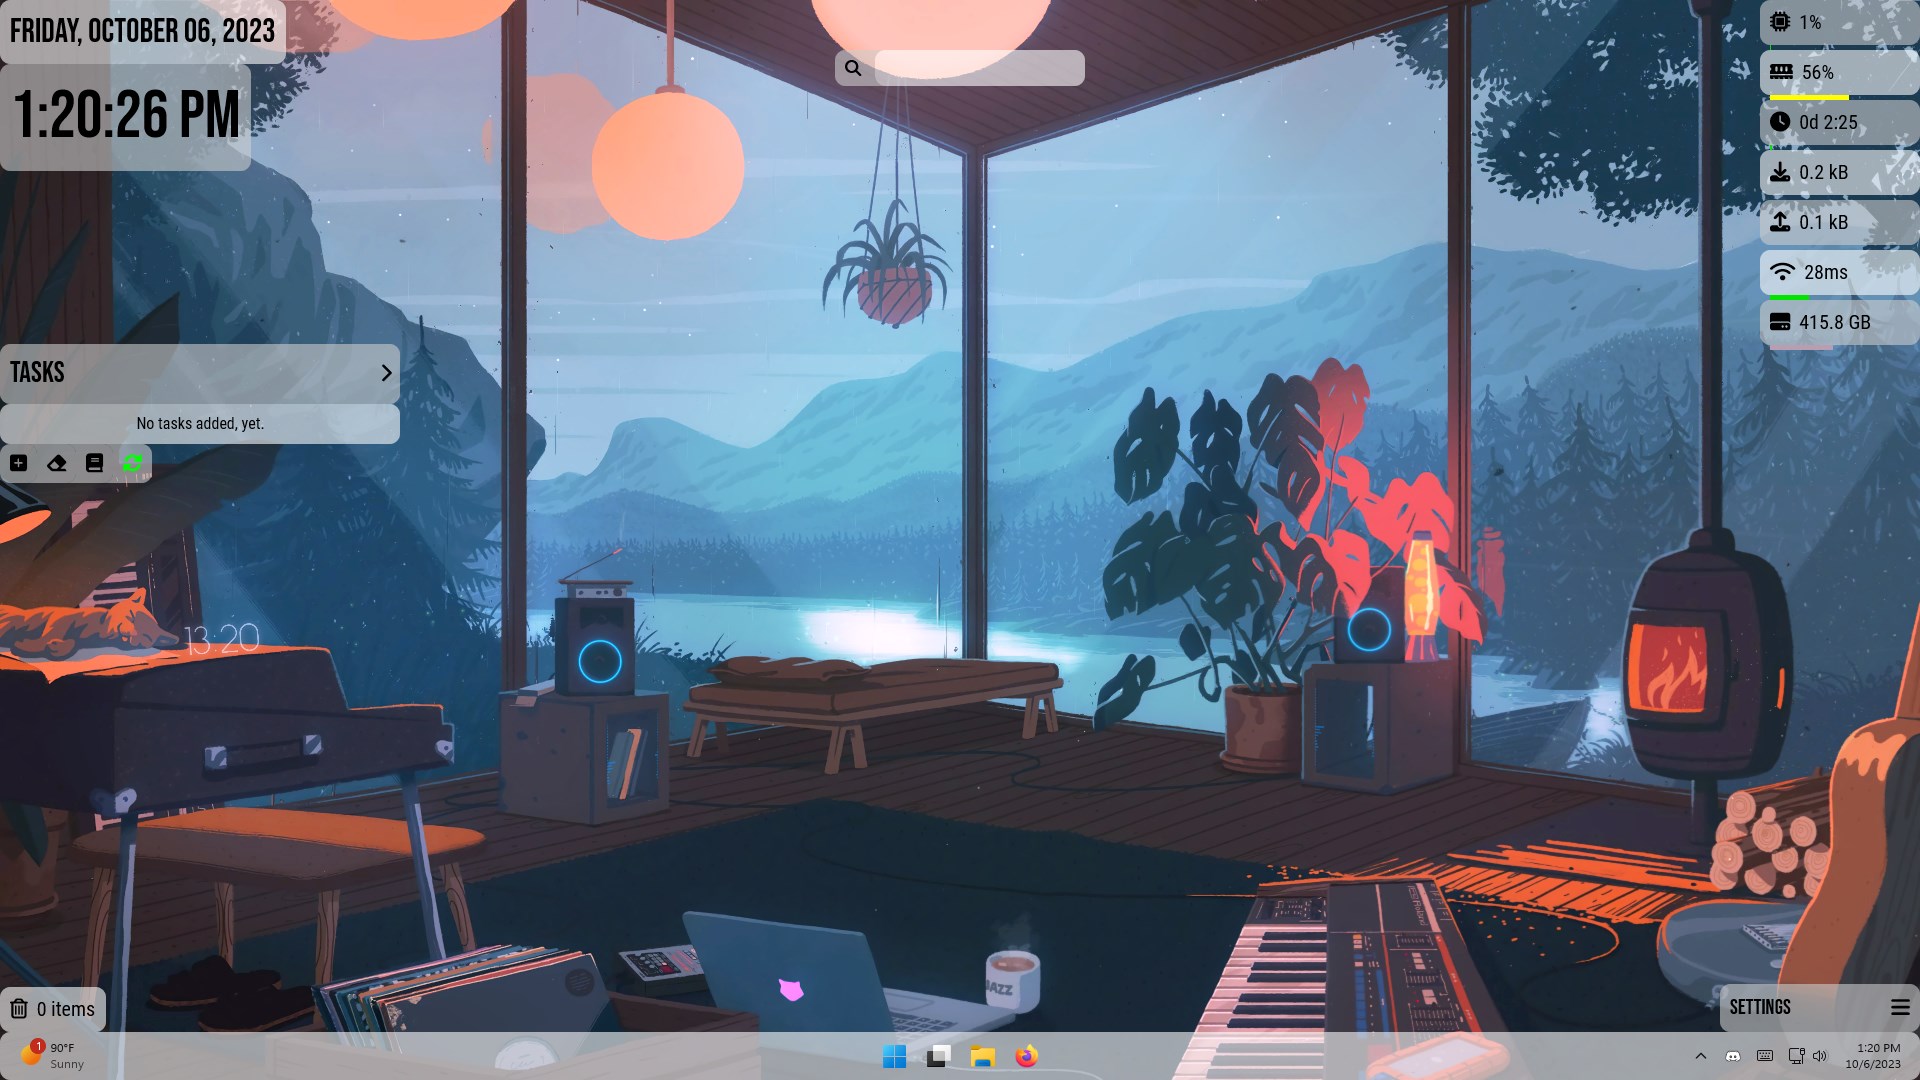 FRIDAY, OCTOBER 06, 2023
1:20:26 PM
1%
56%
0d 2:25
0.2 kB
0.1 kB
28ms
415.8 GB
TASKS
No tasks added, yet.
13:20
JAZZ
Roland
0 items
SETTINGS
1
90°F
Sunny
1:20 PM
10/6/2023